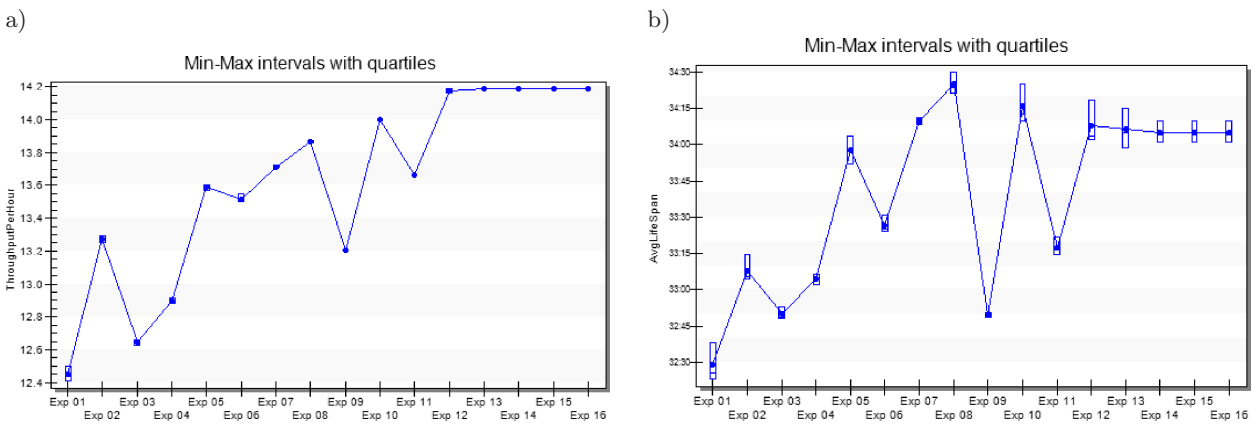 a)
Min-Max intervals with quartiles
ThroughInputPerHour
14.2
14.0
13.8
13.6
13.4
13.2
13.0
12.8
12.6
12.4
Exp 01 Exp 03 Exp 05 Exp 07 Exp 09 Exp 11 Exp 13 Exp 15
Exp 02 Exp 04 Exp 06 Exp 08 Exp 10 Exp 12 Exp 14 Exp 16
b)
Min-Max intervals with quartiles
AvgLifeSpan
34:30
34:15
34:00
33:45
33:30
33:15
33:00
32:45
32:30
Exp 01 Exp 03 Exp 05 Exp 07 Exp 09 Exp 11 Exp 13 Exp 15
Exp 02 Exp 04 Exp 06 Exp 08 Exp 10 Exp 12 Exp 14 Exp 16